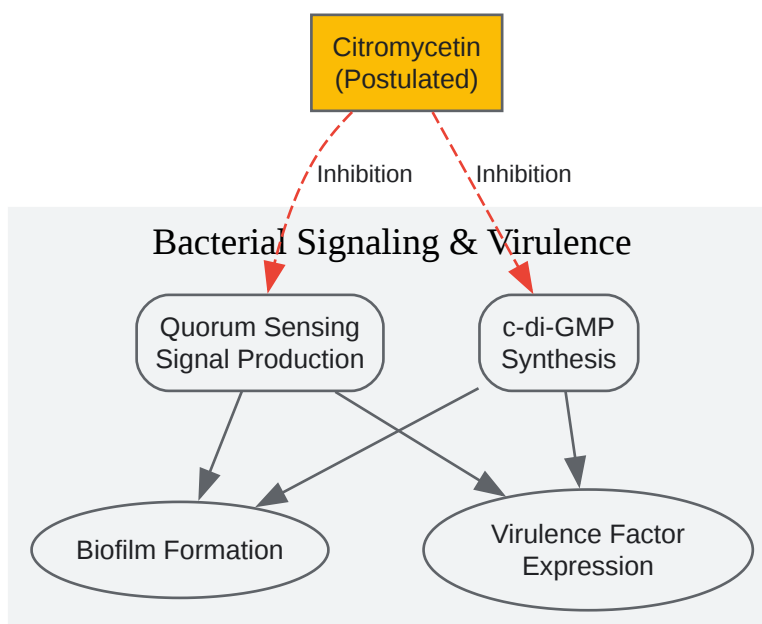 Citromycetin
(Postulated)
Inhibition
Inhibition
Bacterial Signaling & Virulence
Quorum Sensing
Signal Production
c-di-GMP
Synthesis
Biofilm Formation
Virulence Factor
Expression